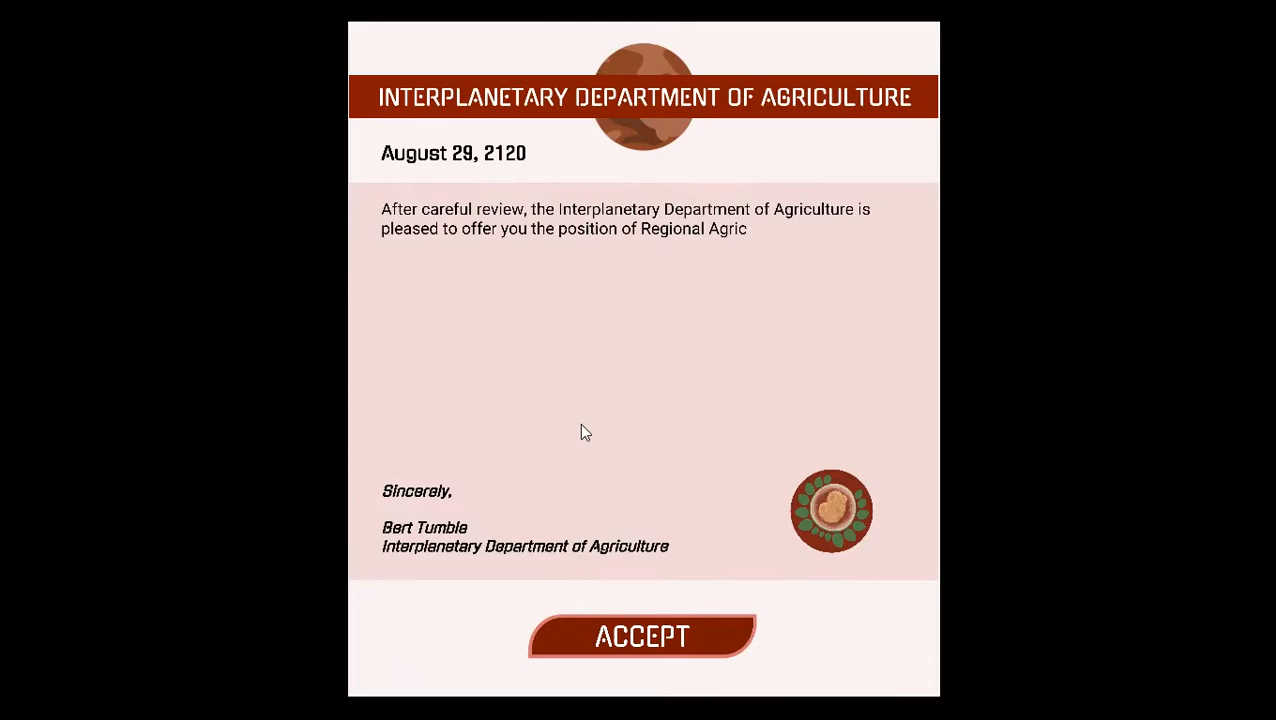 INTERPLANETARY DEPARTMENT OF AGRICULTURE
August 29, 2120
After careful review, the Interplanetary Department of Agriculture is
pleased to offer you the position of Regional Agric
Sincerely,
Bert Tumble
Interplanetary Department of Agriculture
ACCEPT